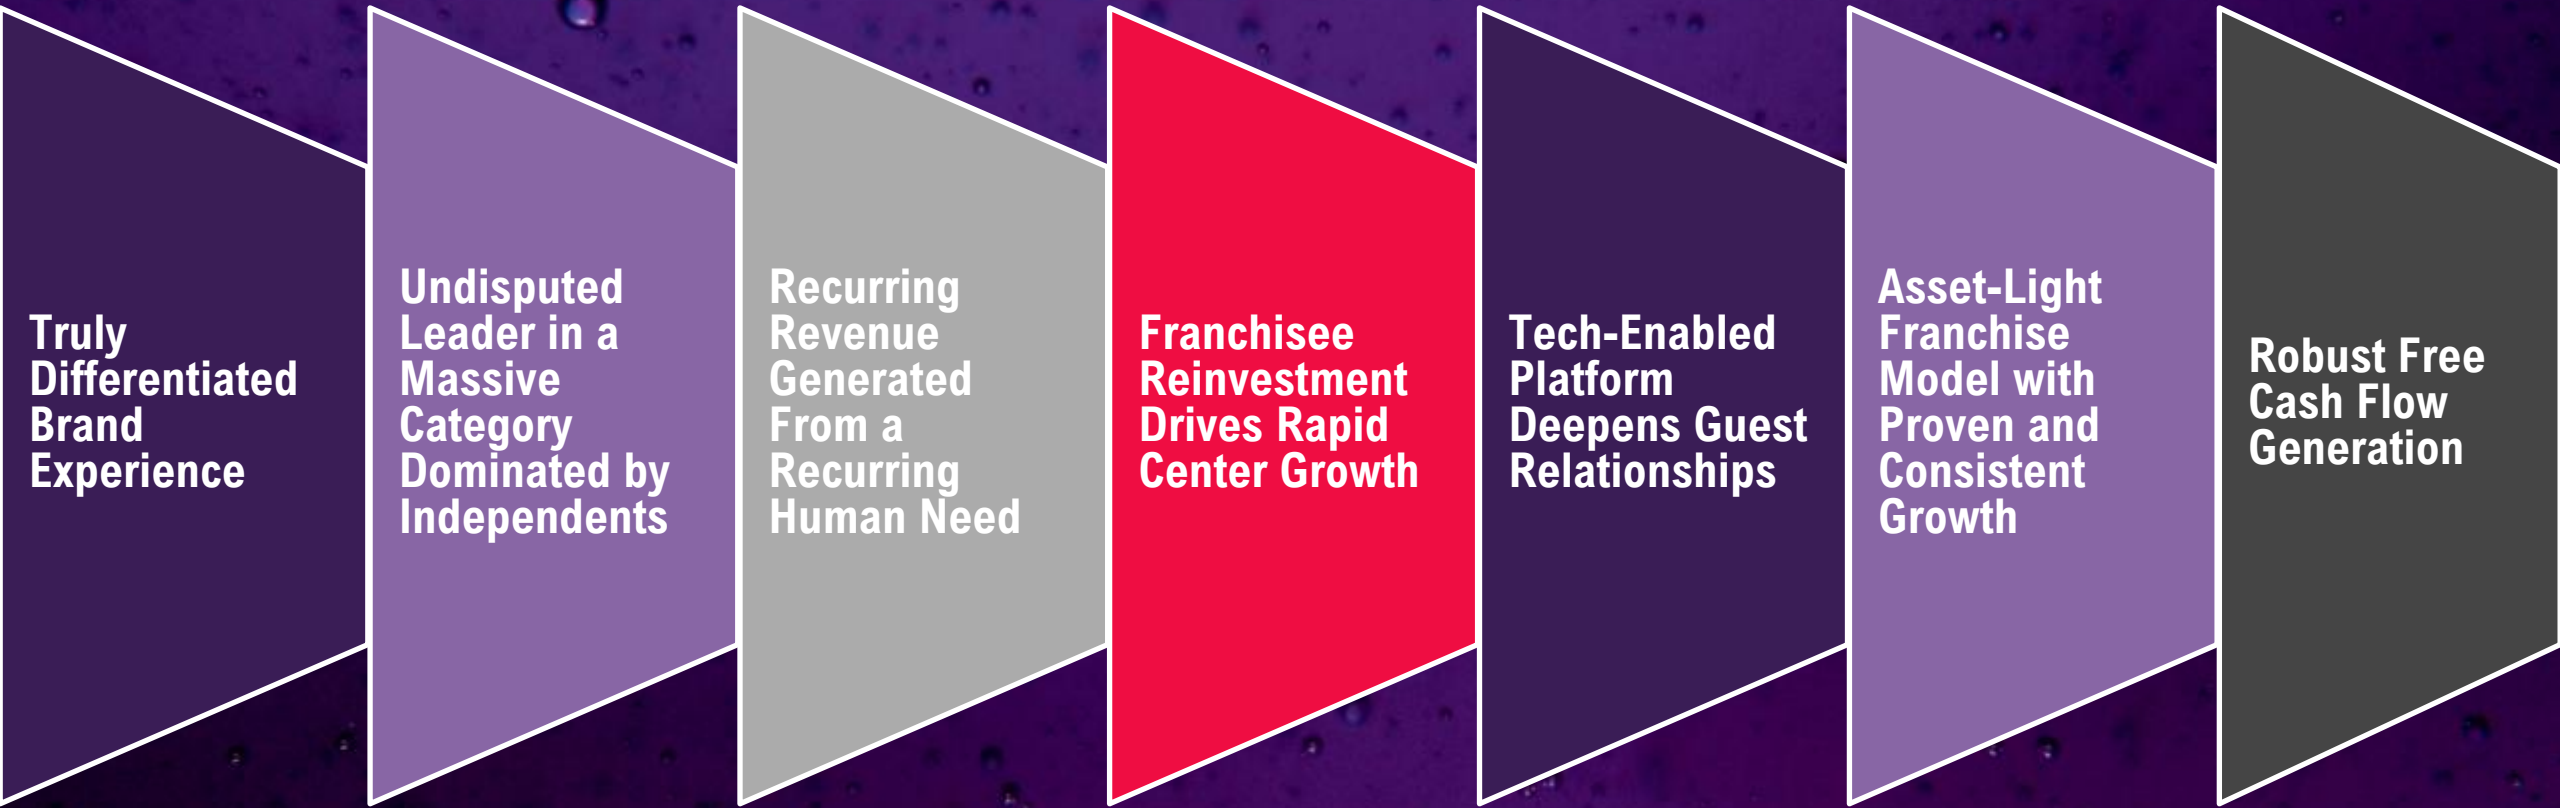 Truly
Differentiated
Brand
Experience
Undisputed
Leader in a
Massive
Category
Dominated by
Independents
Recurring
Revenue
Generated
From a
Recurring
Human Need
Franchisee
Reinvestment
Drives Rapid
Center Growth
Tech-Enabled
Platform
Deepens Guest
Relationships
Asset-Light
Franchise
Model with
Proven and
Consistent
Growth
Robust Free
Cash Flow
Generation